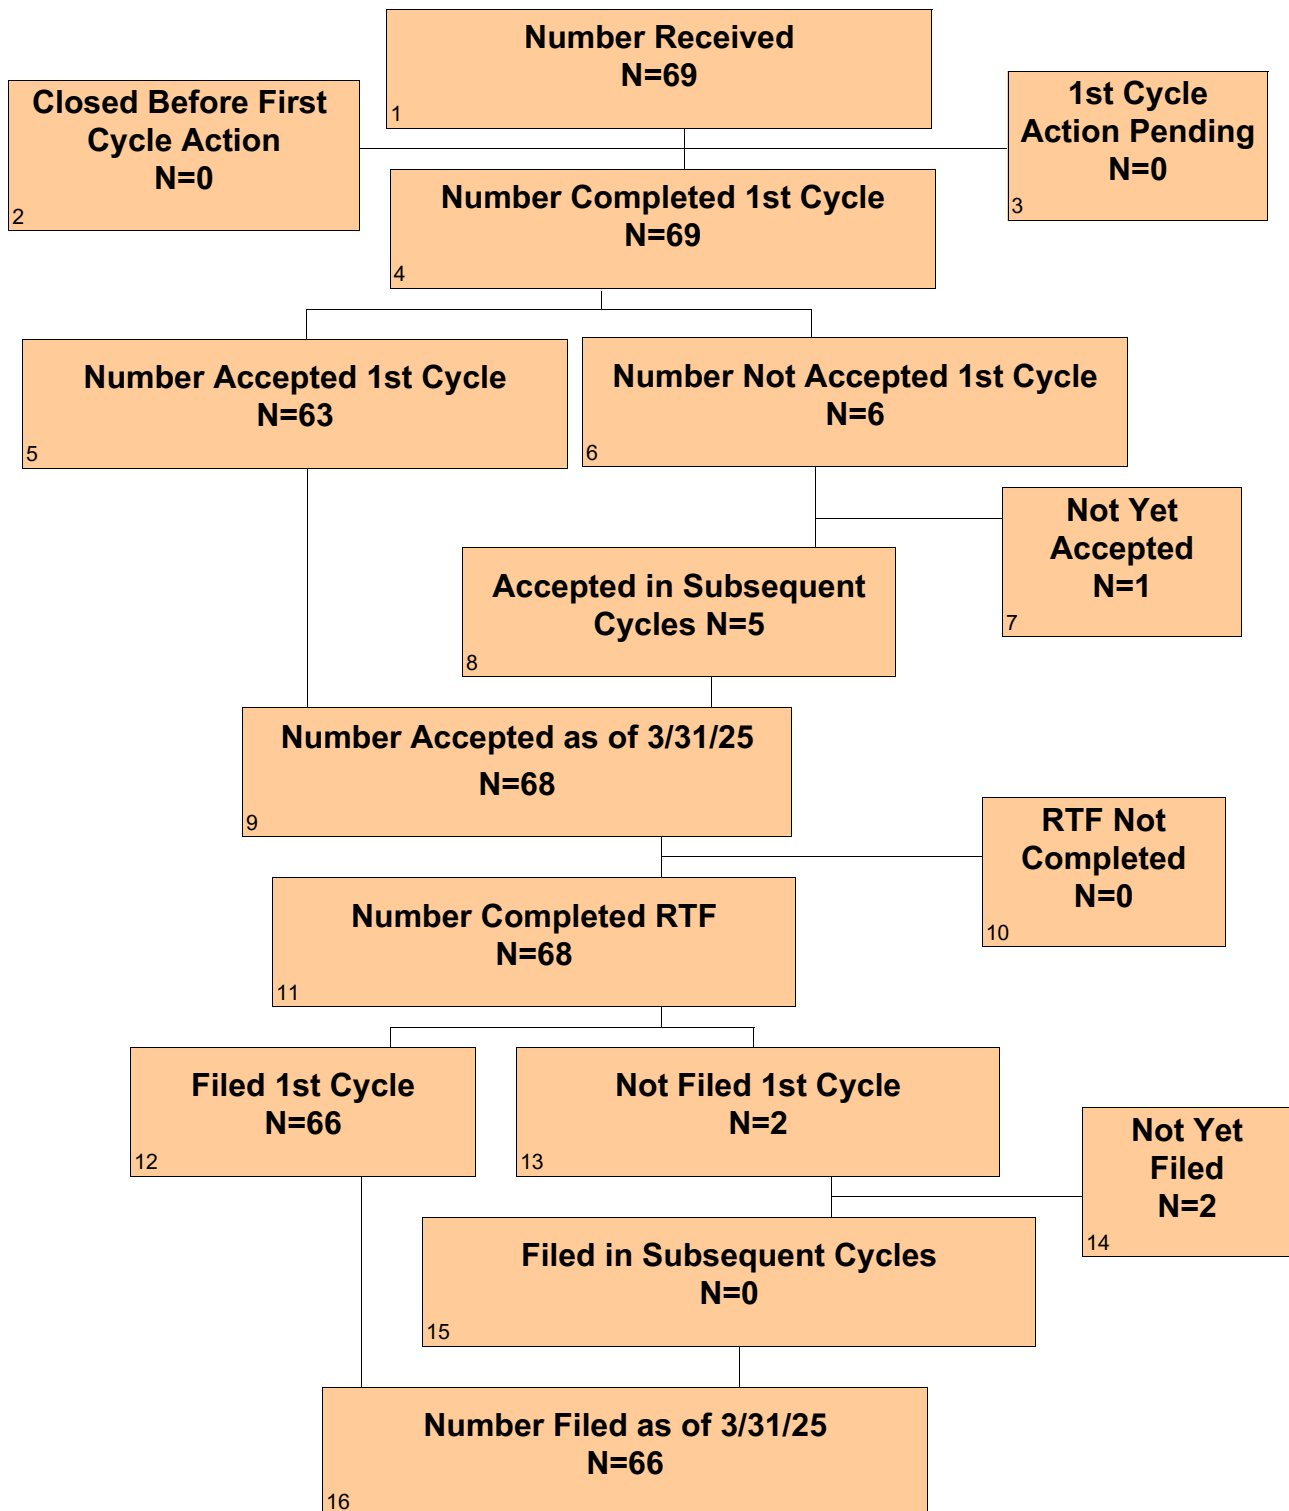 Number Received
N=69
1
Closed Before First
Cycle Action
N=0
2
1st Cycle
Action Pending
N=0
3
Number Completed 1st Cycle
N=69
4
Number Accepted 1st Cycle
N=63
5
Number Not Accepted 1st Cycle
N=6
6
Not Yet
Accepted
N=1
7
Accepted in Subsequent
Cycles N=5
8
Number Accepted as of 3/31/25
N=68
9
RTF Not
Completed
N=0
10
Number Completed RTF
N=68
11
Filed 1st Cycle
N=66
12
Not Filed 1st Cycle
N=2
13
Not Yet
Filed
N=2
14
Filed in Subsequent Cycles
N=0
15
Number Filed as of 3/31/25
N=66
16